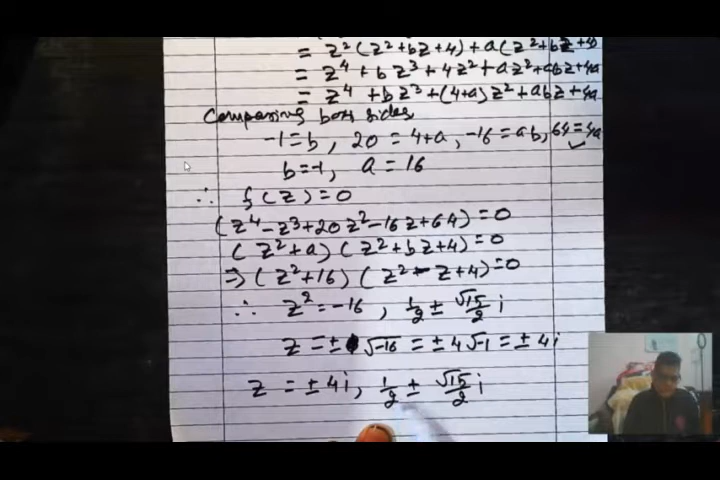 = z²(z²+bz+4)+a(z²+bz+4)
= z⁴+bz³+4z²+az²+abz+4a
= z⁴+bz³+(4+a)z²+abz+4a
Comparing both sides
-1=b, 20=4+a, -16=ab, 64=4a
b=-1, a=16
∴ f(z)=0
(z⁴-z³+20z²-16z+64)=0
(z²+a)(z²+bz+4)=0
⇒(z²+16)(z²-z+4)=0
∴ z²=-16, 1/2 ± √15/2 i
z=±√-16=±4√-1=±4i
z=±4i, 1/2 ± √15/2 i